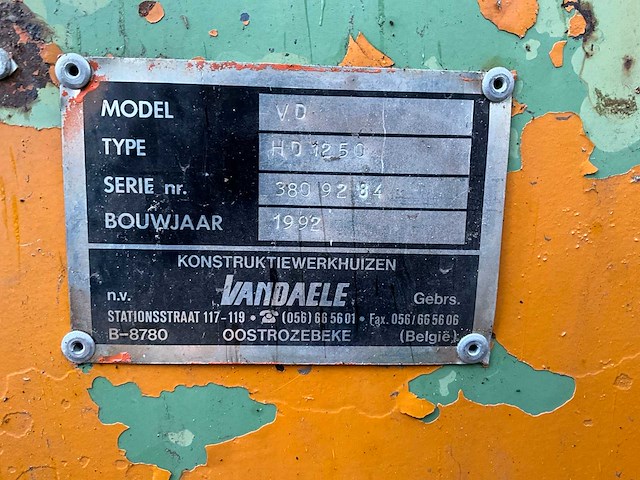 MODEL VD
TYPE HD 1250
SERIE nr. 380 92 84
BOUWJAAR 1992
KONSTRUKTIEWERKHUIZEN
n.v. VANDAELE Gebrs.
STATIONSSTRAAT 117-119 • ☎ (056) 66 56 01 • Fax. 056/66 56 06
B-8780 OOSTROZEBEKE (België)